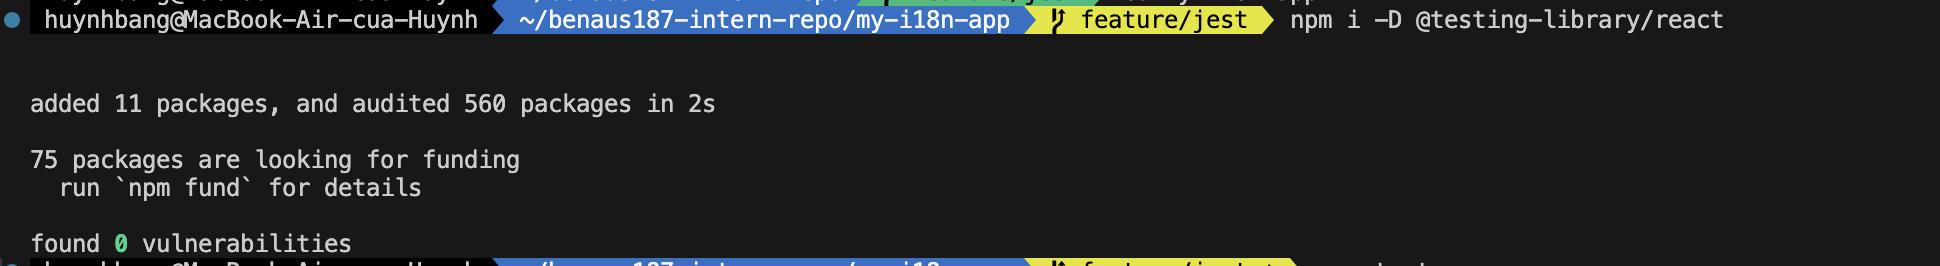 huynhbang@MacBook-Air-cua-Huynh ~/benaus187-intern-repo/my-i18n-app feature/jest npm i -D @testing-library/react
added 11 packages, and audited 560 packages in 2s
75 packages are looking for funding
run `npm fund` for details
found 0 vulnerabilities